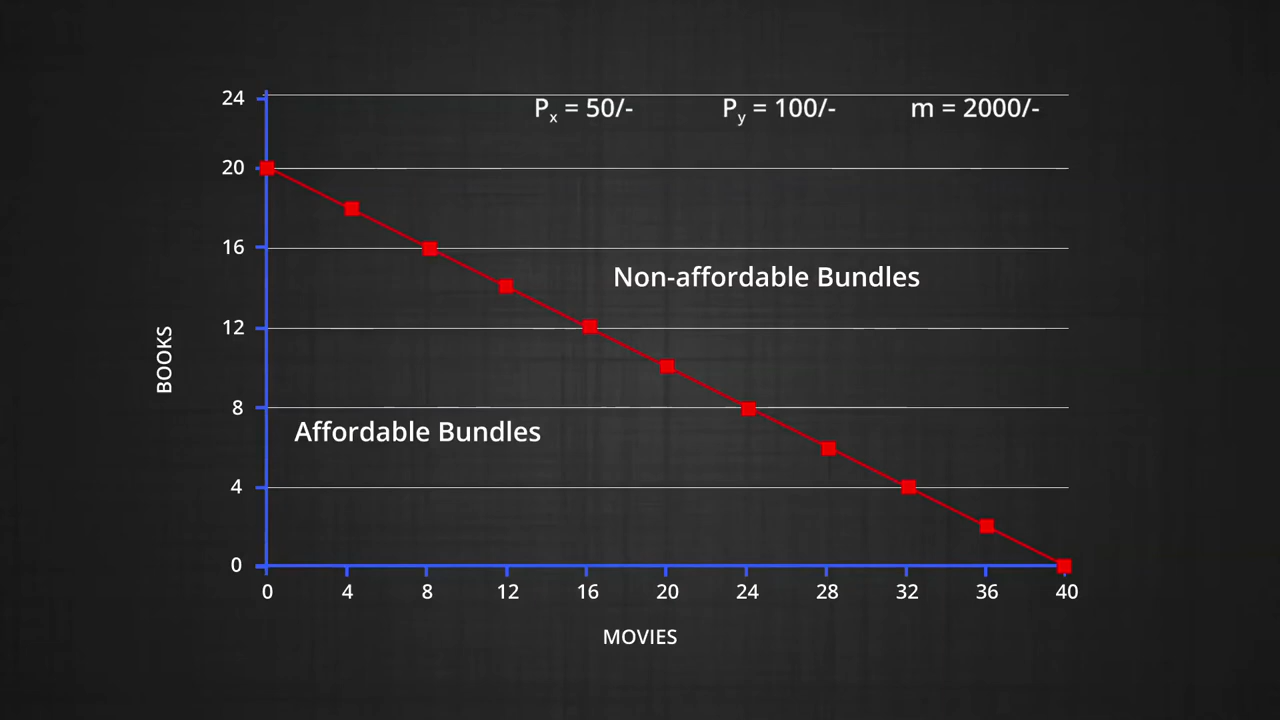 24
Px = 50/-
Py = 100/-
m = 2000/-
20
16
Non-affordable Bundles
12
BOOKS
8
Affordable Bundles
4
0
0 4 8 12 16 20 24 28 32 36 40
MOVIES